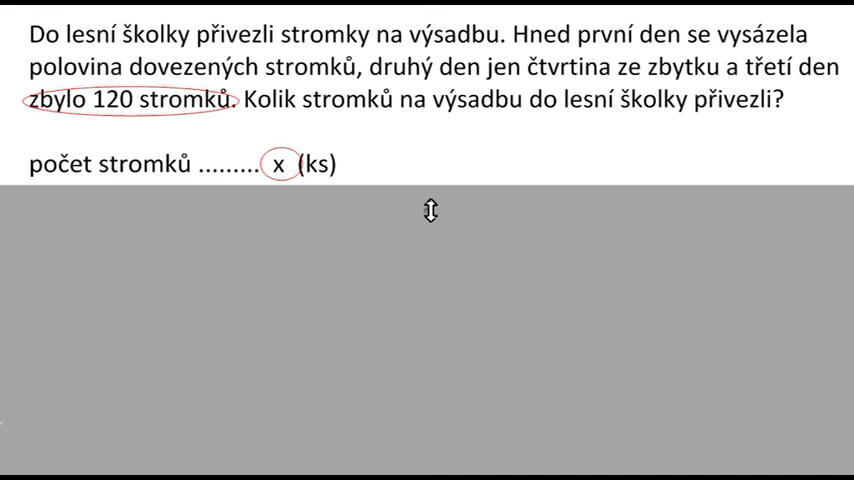 Do lesní školky přivezli stromky na výsadbu. Hned první den se vysázela
polovina dovezených stromků, druhý den jen čtvrtina ze zbytku a třetí den
zbylo 120 stromků. Kolik stromků na výsadbu do lesní školky přivezli?
počet stromků ......... x (ks)